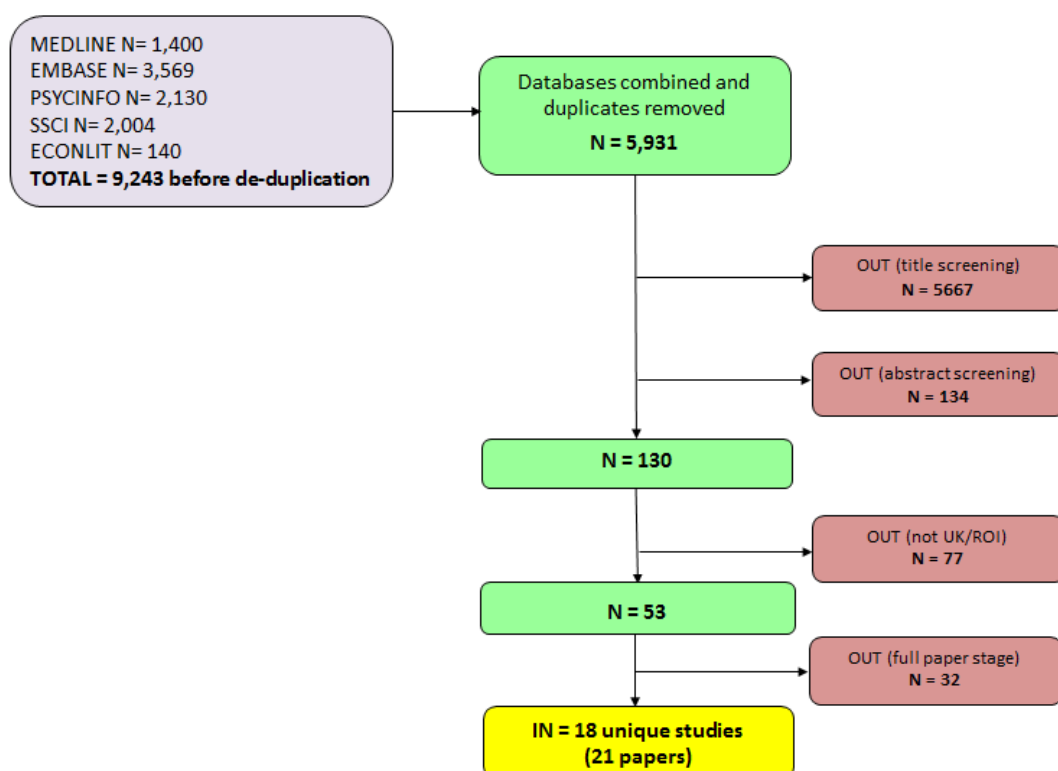 MEDLINE N= 1,400
EMBASE N= 3,569
PSYCINFO N= 2,130
SSCI N= 2,004
ECONLIT N= 140
TOTAL = 9,243 before de-duplication
Databases combined and
duplicates removed
N = 5,931
OUT (title screening)
N = 5667
OUT (abstract screening)
N = 134
N = 130
OUT (not UK/ROI)
N = 77
N = 53
OUT (full paper stage)
N = 32
IN = 18 unique studies
(21 papers)